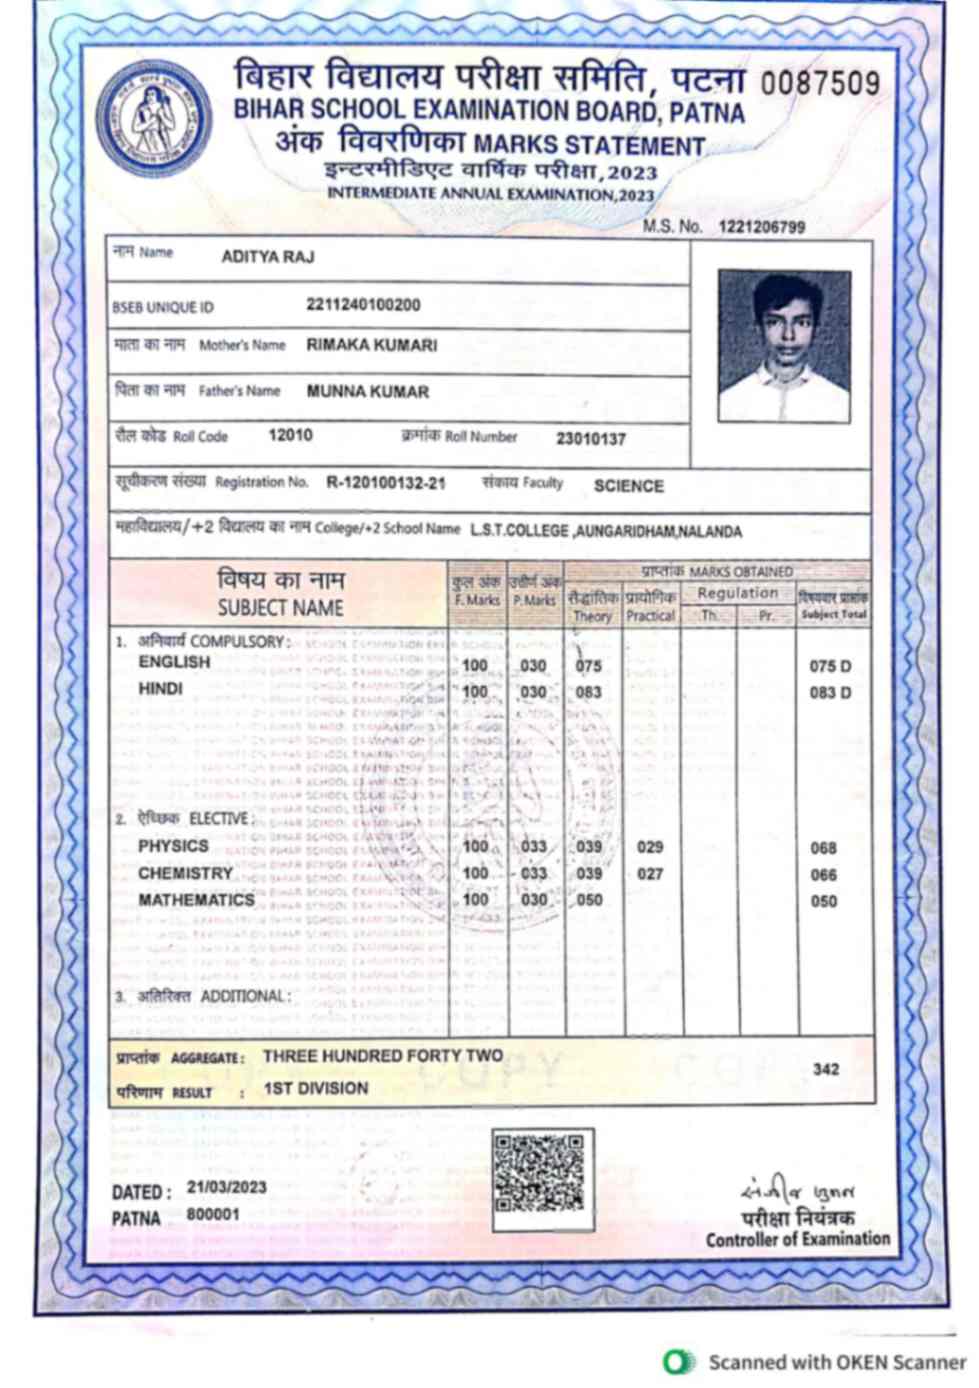 बिहार विद्यालय परीक्षा समिति, पटना 0087509
BIHAR SCHOOL EXAMINATION BOARD, PATNA
अंक विवरणिका MARKS STATEMENT
इन्टरमीडिएट वार्षिक परीक्षा, 2023
INTERMEDIATE ANNUAL EXAMINATION,2023
M.S. No. 1221206799
नाम Name ADITYA RAJ
BSEB UNIQUE ID 2211240100200
माता का नाम Mother's Name RIMAKA KUMARI
पिता का नाम Father's Name MUNNA KUMAR
रौल कोड Roll Code 12010 क्रमांक Roll Number 23010137
सूचीकरण संख्या Registration No. R-120100132-21 संकाय Faculty SCIENCE
महाविद्यालय/+2 विद्यालय का नाम College/+2 School Name L.S.T.COLLEGE ,AUNGARIDHAM,NALANDA
विषय का नाम कुल अंक उत्तीर्ण अंक प्राप्तांक MARKS OBTAINED
SUBJECT NAME F. Marks P. Marks सैद्धांतिक प्रायोगिक Regulation विषयवार प्राप्तांक
Theory Practical Th. Pr. Subject Total
1. अनिवार्य COMPULSORY:
ENGLISH 100 030 075 075 D
HINDI 100 030 083 083 D
2. ऐच्छिक ELECTIVE:
PHYSICS 100 033 039 029 068
CHEMISTRY 100 033 039 027 066
MATHEMATICS 100 030 050 050
3. अतिरिक्त ADDITIONAL:
प्राप्तांक AGGREGATE: THREE HUNDRED FORTY TWO 342
परिणाम RESULT : 1ST DIVISION
COPY
DATED : 21/03/2023
PATNA 800001
संजीव कुमार
परीक्षा नियंत्रक
Controller of Examination
Scanned with OKEN Scanner